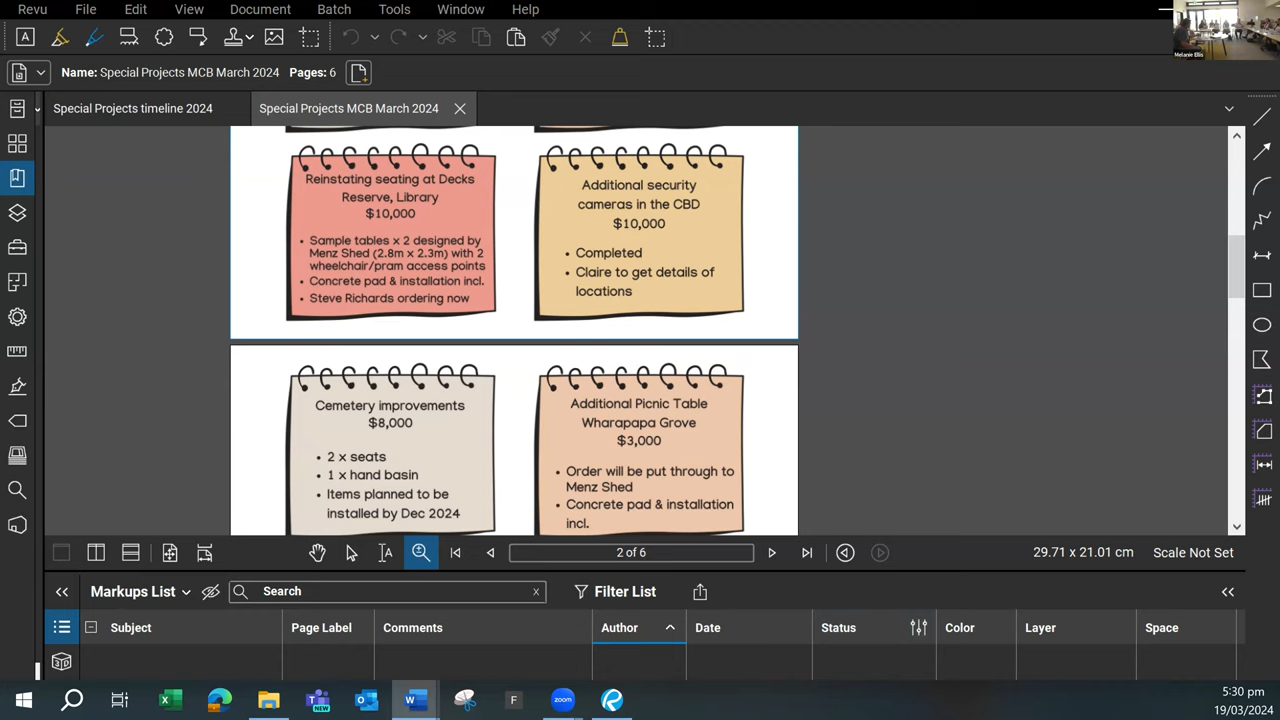 Revu File Edit View Document Batch Tools Window Help
Melanie Ellis
Name: Special Projects MCB March 2024 Pages: 6
Special Projects timeline 2024
Special Projects MCB March 2024
Reinstating seating at Decks
Reserve, Library
$10,000
• Sample tables x 2 designed by
Menz Shed (2.8m x 2.3m) with 2
wheelchair/pram access points
• Concrete pad & installation incl.
• Steve Richards ordering now
Additional security
cameras in the CBD
$10,000
• Completed
• Claire to get details of
locations
Cemetery improvements
$8,000
• 2 x seats
• 1 x hand basin
• Items planned to be
installed by Dec 2024
Additional Picnic Table
Wharapapa Grove
$3,000
• Order will be put through to
Menz Shed
• Concrete pad & installation
incl.
2 of 6
29.71 x 21.01 cm
Scale Not Set
Markups List
Search
Filter List
Subject Page Label Comments Author Date Status Color Layer Space
NEW
zoom
5:30 pm
19/03/2024